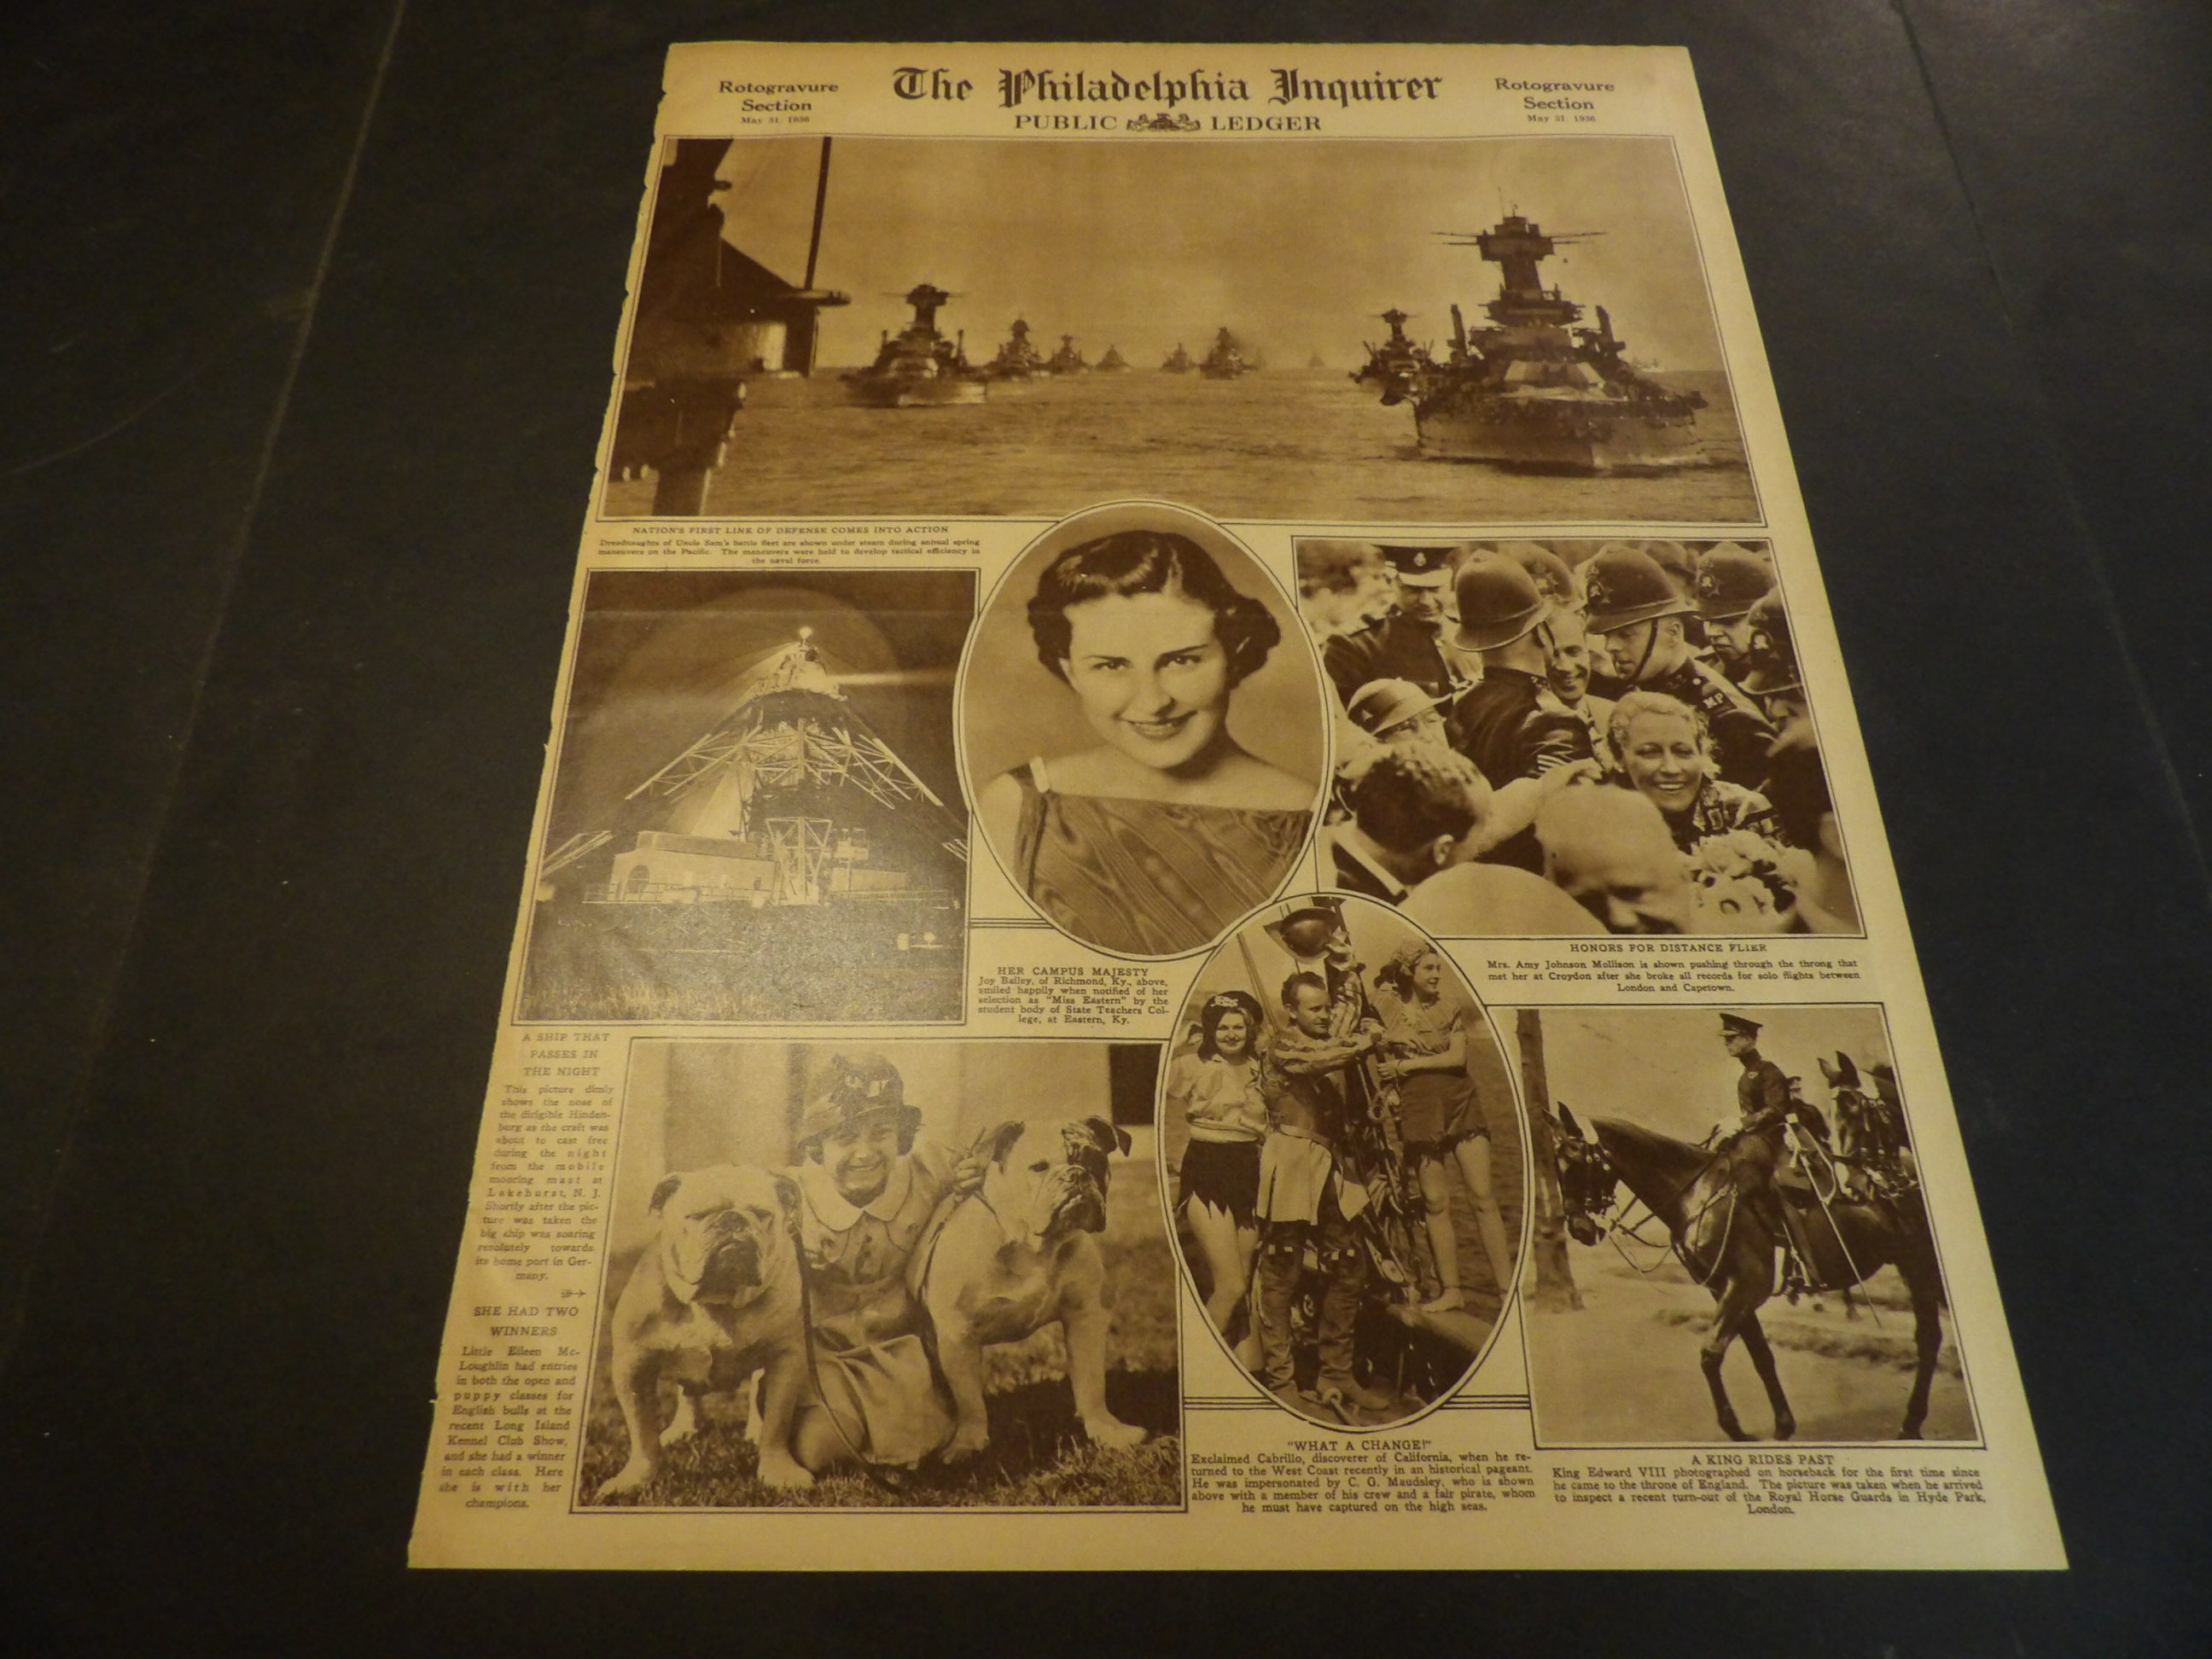 Rotogravure
Section
May 31, 1936
The Philadelphia Inquirer
PUBLIC LEDGER
Rotogravure
Section
May 31, 1936
NATION'S FIRST LINE OF DEFENSE COMES INTO ACTION
Dreadnaughts of Uncle Sam's battle fleet are shown under steam during annual spring
maneuvers on the Pacific. The maneuvers were held to develop tactical efficiency in
the naval force.
MP
HER CAMPUS MAJESTY
Joy Bailey, of Richmond, Ky., above,
smiled happily when notified of her
selection as "Miss Eastern" by the
student body of State Teachers Col-
lege, at Eastern, Ky.
HONORS FOR DISTANCE FLIER
Mrs. Amy Johnson Mollison is shown pushing through the throng that
met her at Croydon after she broke all records for solo flights between
London and Capetown.
A SHIP THAT
PASSES IN
THE NIGHT
This picture dimly
shows the nose of
the dirigible Hinden-
burg as the craft was
about to cast free
during the night
from the mobile
mooring mast at
Lakehurst, N. J.
Shortly after the pic-
ture was taken the
big ship was soaring
resolutely towards
its home port in Ger-
many.
SHE HAD TWO
WINNERS
Little Eileen Mc-
Loughlin had entries
in both the open and
puppy classes for
English bulls at the
recent Long Island
Kennel Club Show,
and she had a winner
in each class. Here
she is with her
champions.
"WHAT A CHANGE!"
Exclaimed Cabrillo, discoverer of California, when he re-
turned to the West Coast recently in an historical pageant.
He was impersonated by C. G. Maudsley, who is shown
above with a member of his crew and a fair pirate, whom
he must have captured on the high seas.
A KING RIDES PAST
King Edward VIII photographed on horseback for the first time since
he came to the throne of England. The picture was taken when he arrived
to inspect a recent turn-out of the Royal Horse Guards in Hyde Park,
London.